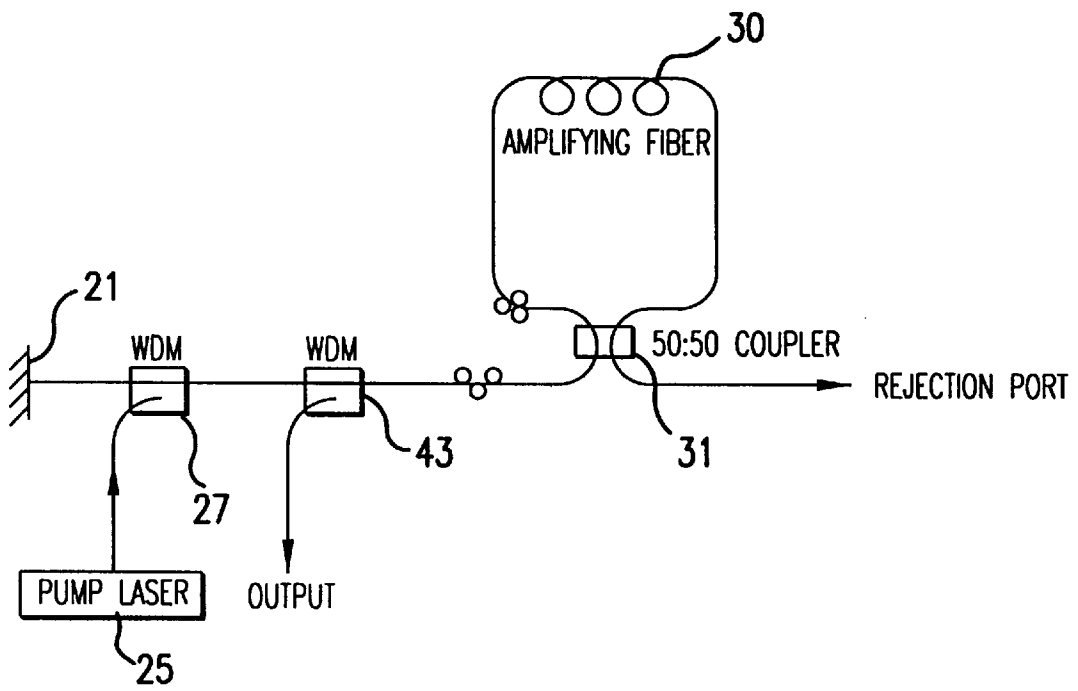 30
AMPLIFYING FIBER
21
WDM
WDM
50:50 COUPLER
REJECTION PORT
43
31
27
PUMP LASER
OUTPUT
25